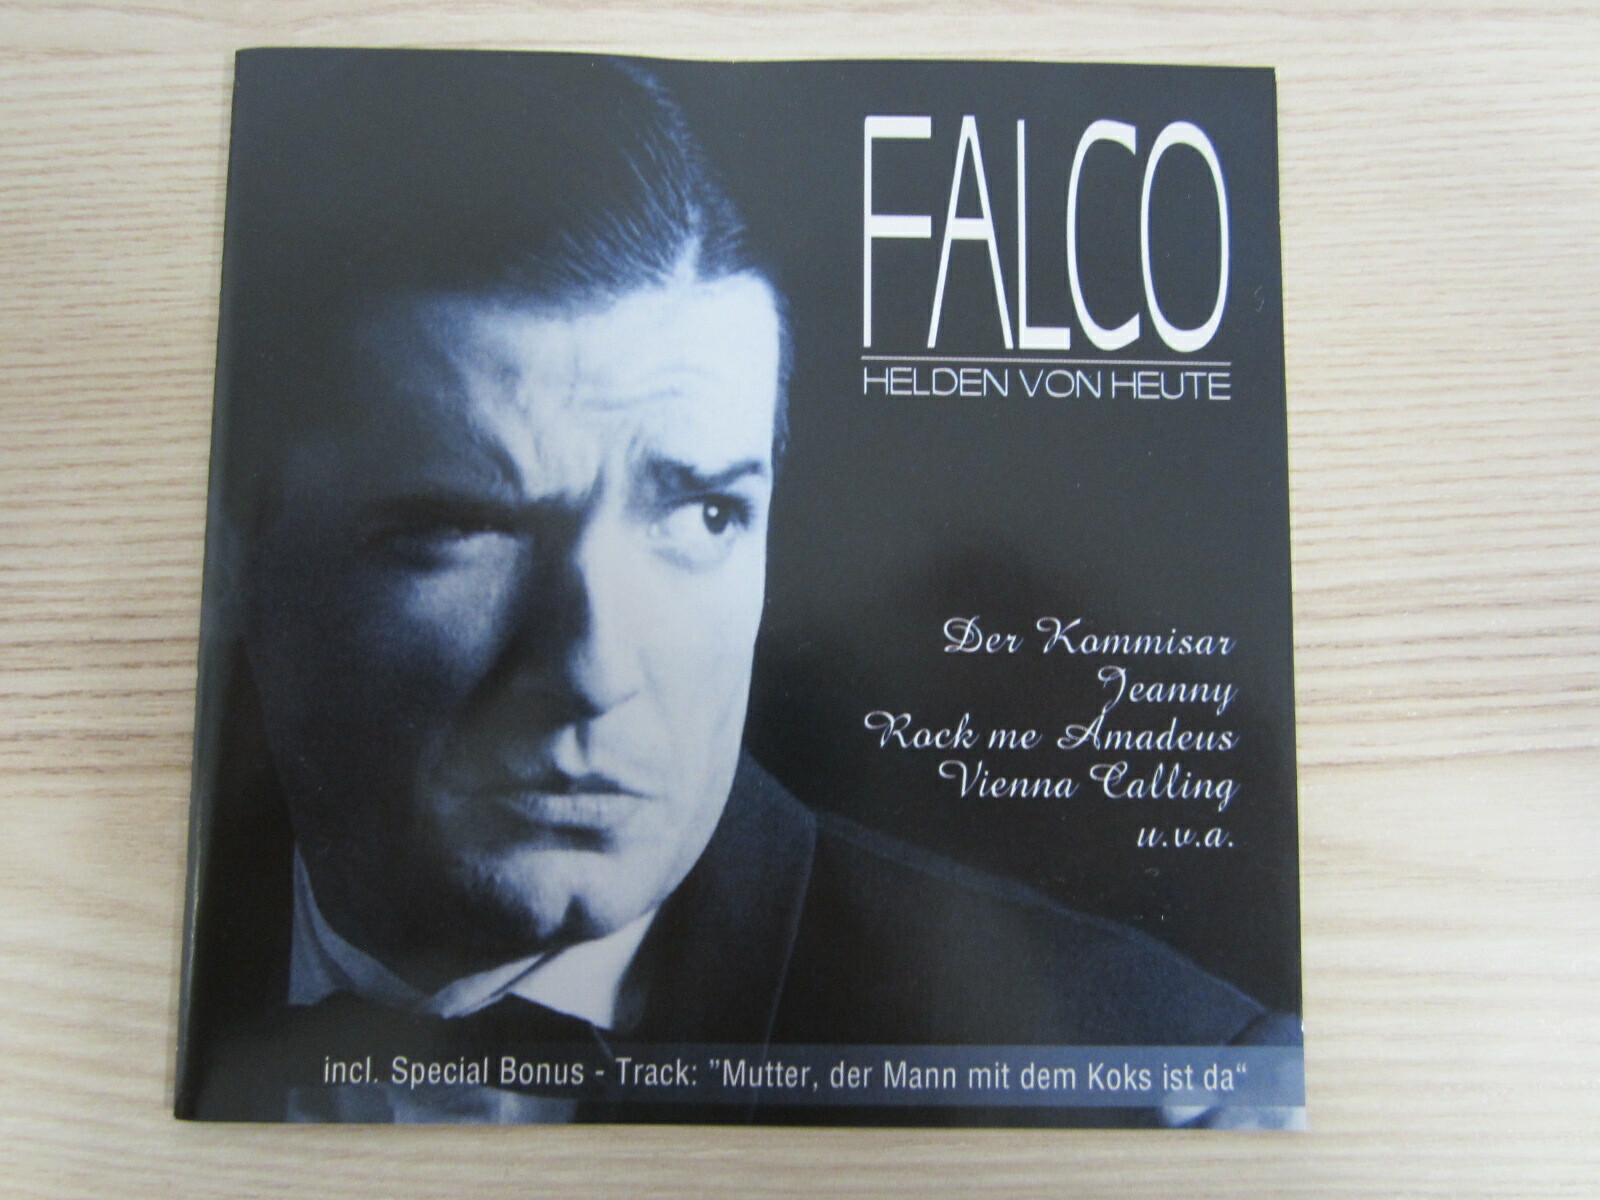 FALCO
HELDEN VON HEUTE
Der Kommisar
Jeanny
Rock me Amadeus
Vienna Calling
u.v.a.
incl. Special Bonus - Track: ”Mutter, der Mann mit dem Koks ist da“